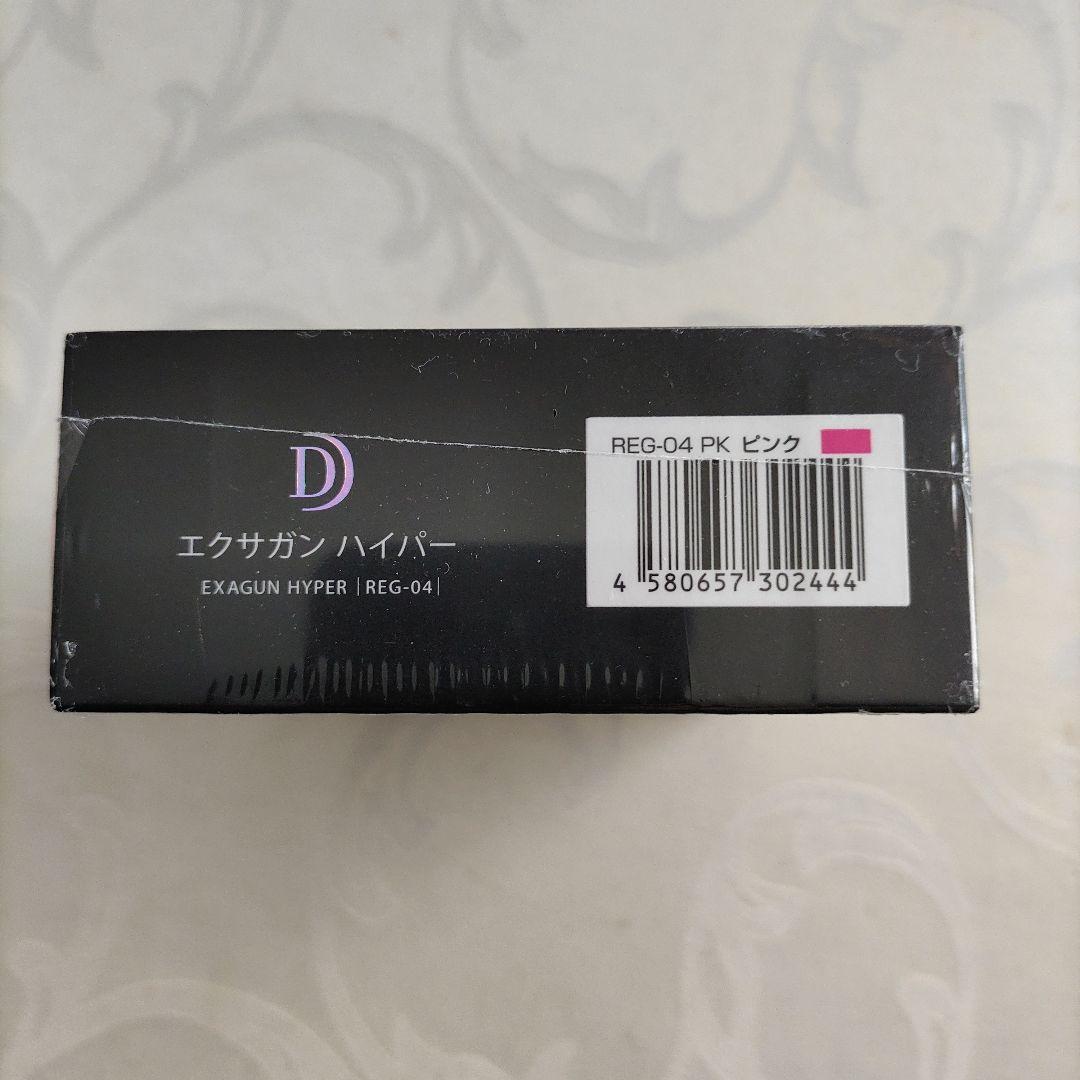 D
エクサガン ハイパー
EXAGUN HYPER |REG-04|
REG-04 PK ピンク
4 580657 302444